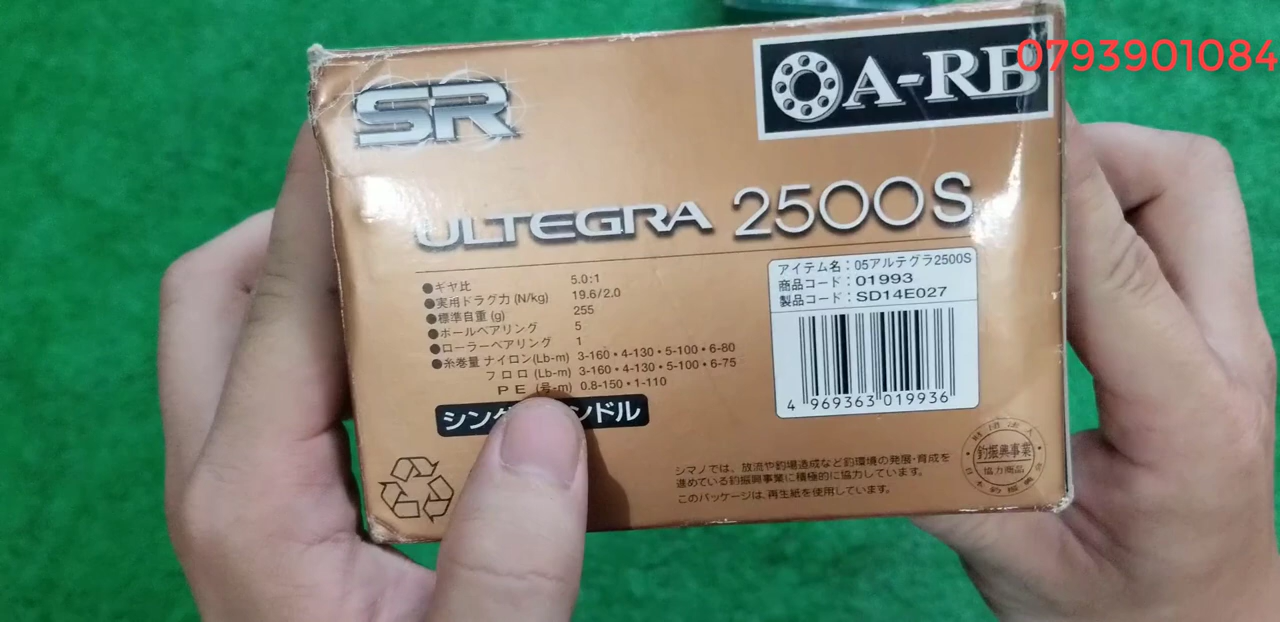 0793901084
SR
A-RB
ULTEGRA 2500S
●ギヤ比 5.0:1
●実用ドラグ力(N/kg) 19.6/2.0
●標準自重(g) 255
●ボールベアリング 5
●ローラーベアリング 1
●糸巻量 ナイロン(Lb-m) 3-160・4-130・5-100・6-80
フロロ(Lb-m) 3-160・4-130・5-100・6-75
PE(号-m) 0.8-150・1-110
アイテム名：05アルテグラ2500S
商品コード：01993
製品コード：SD14E027
4 969363 019936
シマノでは、放流や釣場造成など釣環境の発展・育成を
進めている釣振興事業に積極的に協力しています。
このパッケージは、再生紙を使用しています。
財団法人
釣振興事業
協力商品